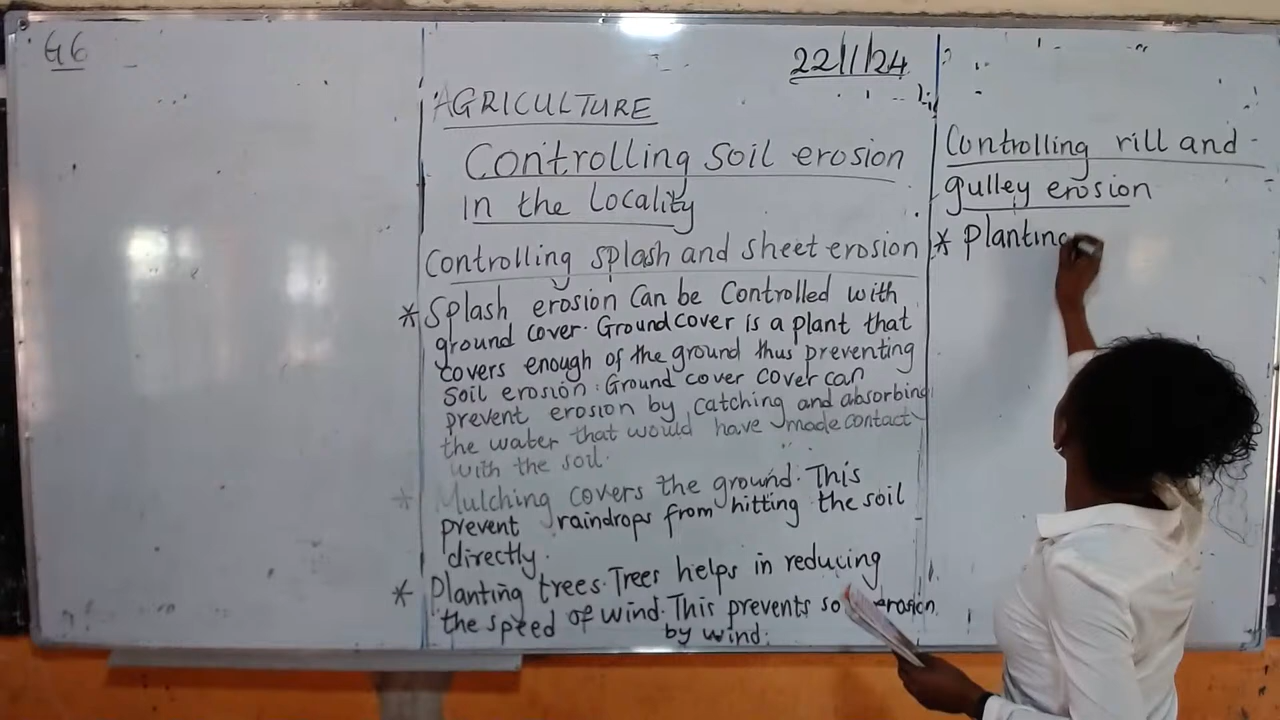 G6
22/1/24
AGRICULTURE
Controlling Soil erosion
in the Locality
Controlling splash and sheet erosion
* Splash erosion Can be Controlled with
ground cover. Ground cover is a plant that
covers enough of the ground thus preventing
Soil erosion. Ground cover cover can
prevent erosion by catching and absorbing
the water that would have made contact
with the soil.
* Mulching covers the ground. This
prevent raindrops from hitting the soil
directly.
* Planting trees. Trees helps in reducing
the speed of wind. This prevents so erosion
by wind.
Controlling rill and
gulley erosion
* Planting